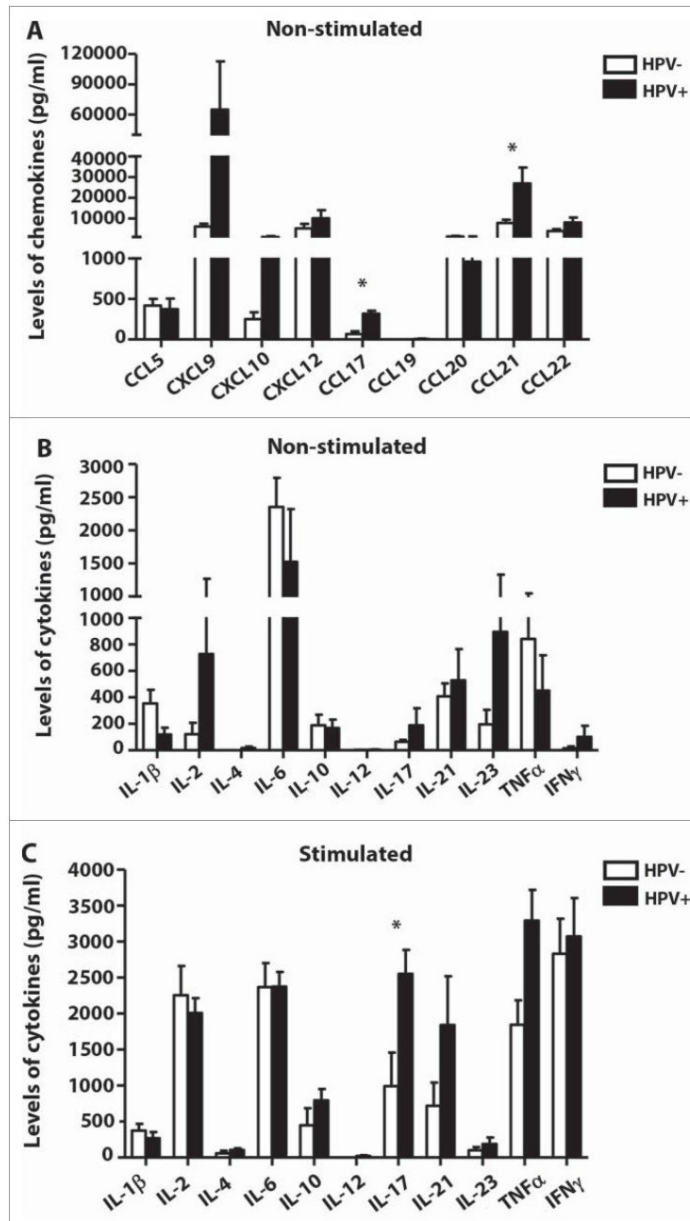 A
Non-stimulated
HPV-
HPV+
Levels of chemokines (pg/ml)
120000
90000
60000
40000
30000
20000
10000
1000
500
0
*
*
CCL5
CXCL9
CXCL10
CXCL12
CCL17
CCL19
CCL20
CCL21
CCL22
B
Non-stimulated
HPV-
HPV+
Levels of cytokines (pg/ml)
3000
2500
2000
1500
1000
1000
800
600
400
200
0
IL-1β
IL-2
IL-4
IL-6
IL-10
IL-12
IL-17
IL-21
IL-23
TNFα
IFNγ
C
Stimulated
HPV-
HPV+
Levels of cytokines (pg/ml)
4000
3500
3000
2500
2000
1500
1000
500
0
*
IL-1β
IL-2
IL-4
IL-6
IL-10
IL-12
IL-17
IL-21
IL-23
TNFα
IFNγ